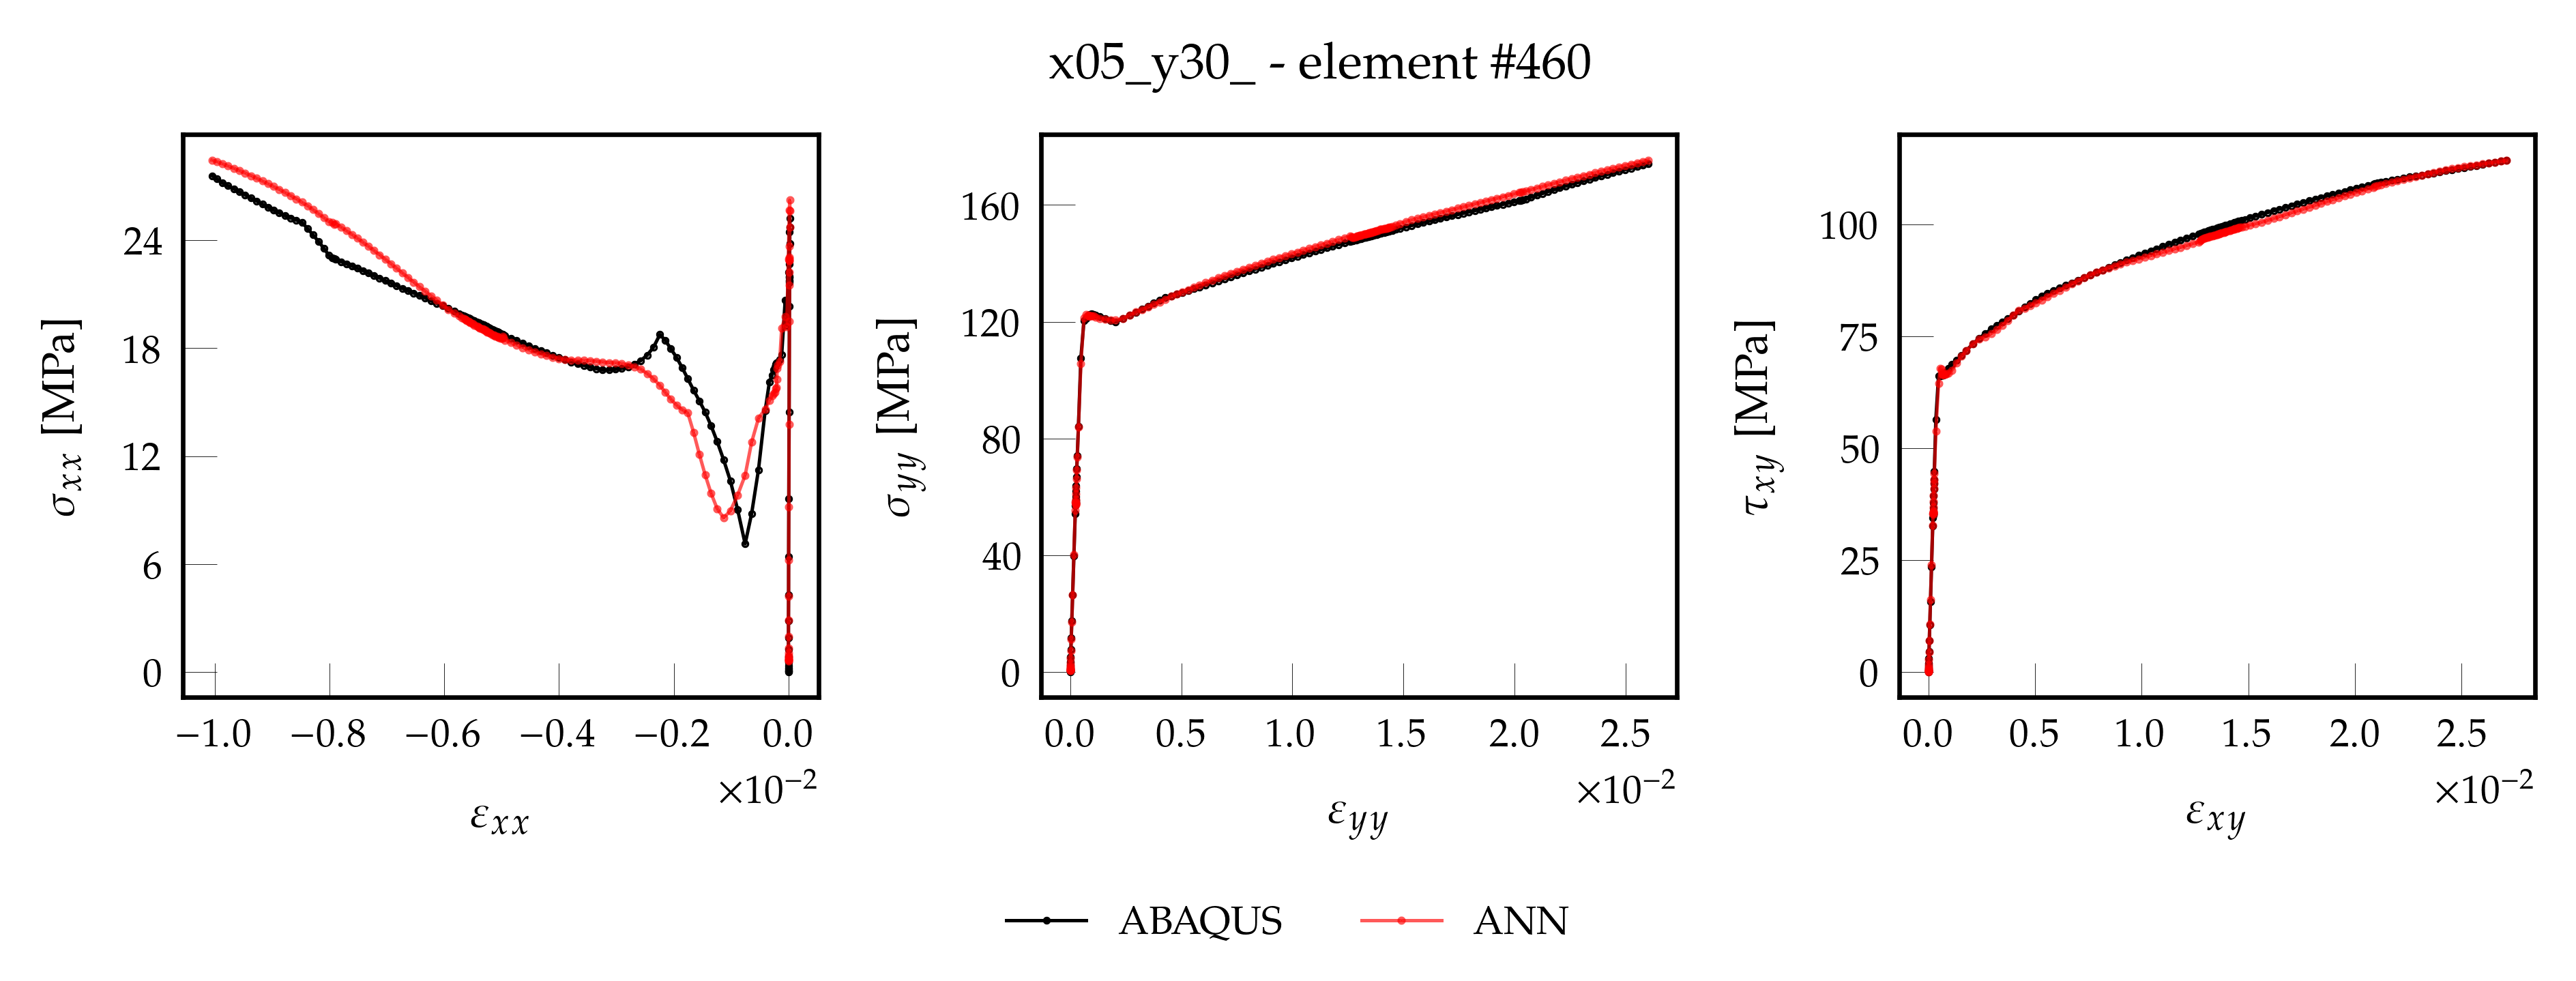 x05_y30_ - element #460
σxx [MPa]
24
18
12
6
0
−1.0 −0.8 −0.6 −0.4 −0.2 0.0
×10−2
εxx
σyy [MPa]
160
120
80
40
0
0.0 0.5 1.0 1.5 2.0 2.5
×10−2
εyy
τxy [MPa]
100
75
50
25
0
0.0 0.5 1.0 1.5 2.0 2.5
×10−2
εxy
ABAQUS ANN